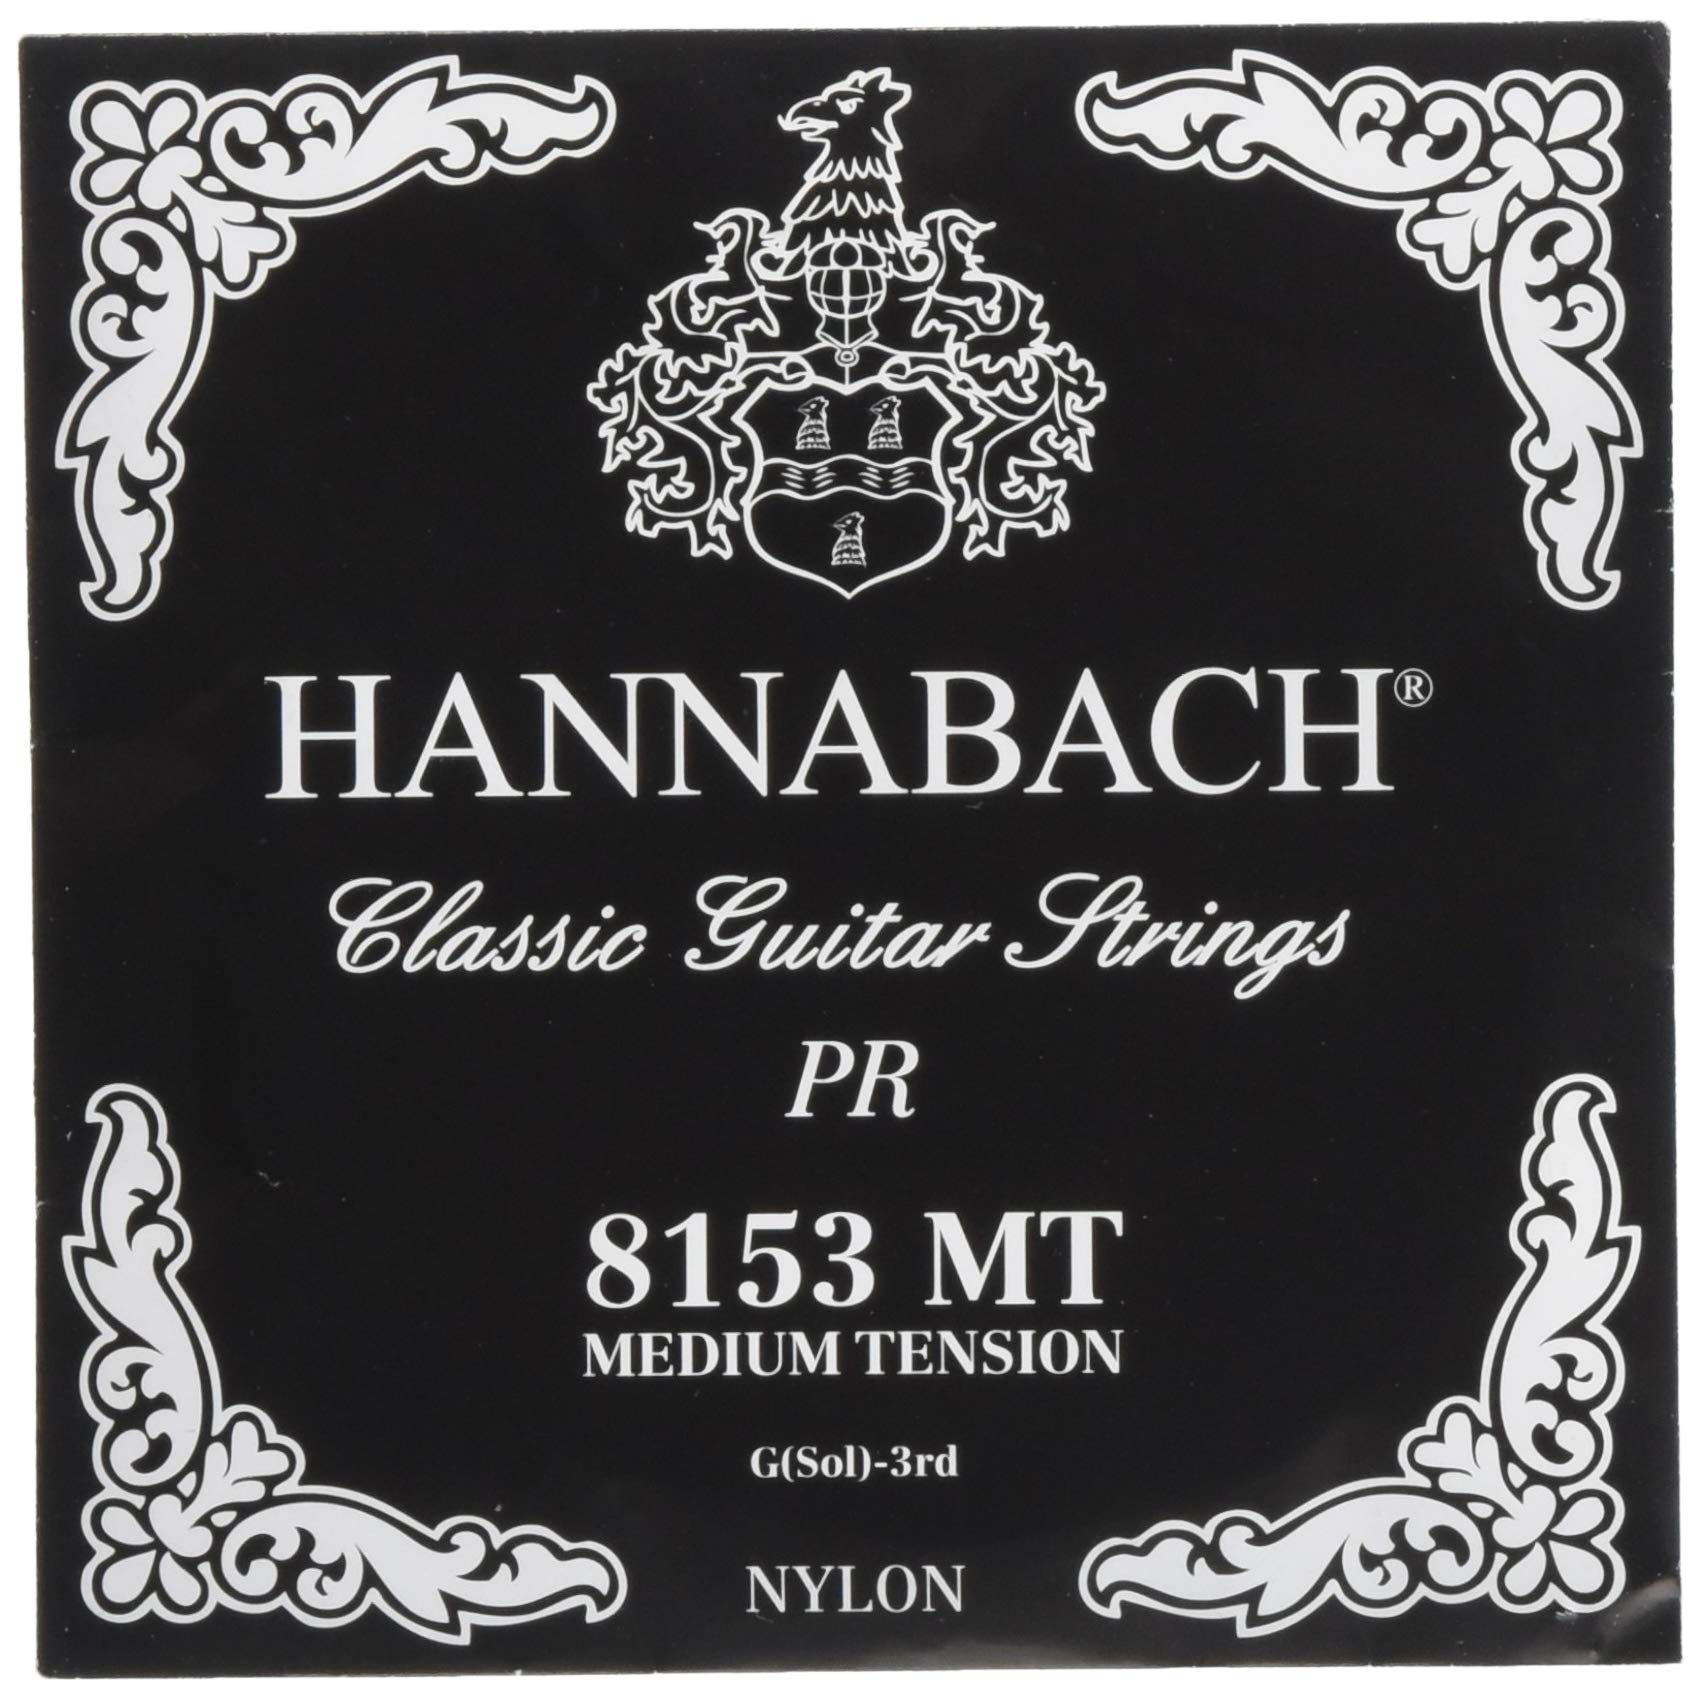 HANNABACH®
Classic Guitar Strings
PR
8153 MT
MEDIUM TENSION
G(Sol)-3rd
NYLON